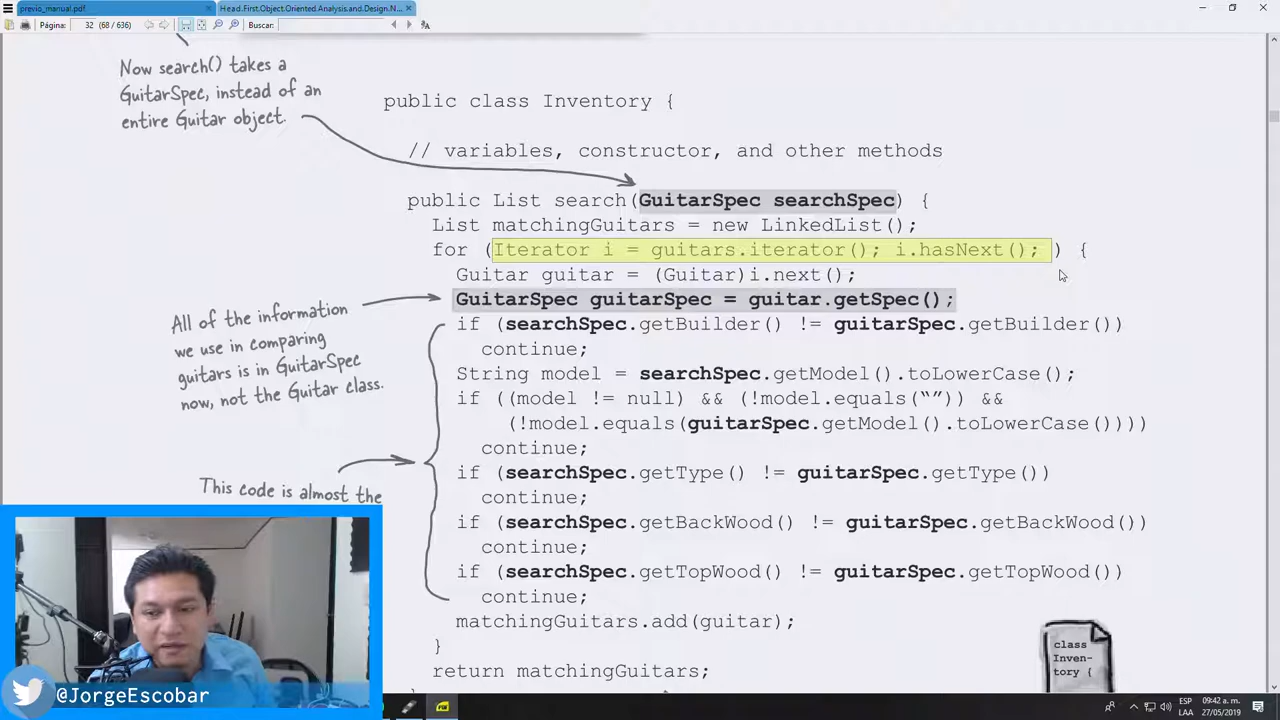 previo_manual.pdf
Head.First.Object.Oriented.Analysis.and.Design.N...
Página:
32 (68 / 636)
Buscar:
Now search() takes a
GuitarSpec, instead of an
entire Guitar object.
public class Inventory {
// variables, constructor, and other methods
public List search(GuitarSpec searchSpec) {
List matchingGuitars = new LinkedList();
for (Iterator i = guitars.iterator(); i.hasNext(); ) {
Guitar guitar = (Guitar)i.next();
GuitarSpec guitarSpec = guitar.getSpec();
if (searchSpec.getBuilder() != guitarSpec.getBuilder())
continue;
String model = searchSpec.getModel().toLowerCase();
if ((model != null) && (!model.equals(“”)) &&
(!model.equals(guitarSpec.getModel().toLowerCase())))
continue;
if (searchSpec.getType() != guitarSpec.getType())
continue;
if (searchSpec.getBackWood() != guitarSpec.getBackWood())
continue;
if (searchSpec.getTopWood() != guitarSpec.getTopWood())
continue;
matchingGuitars.add(guitar);
}
return matchingGuitars;
All of the information
we use in comparing
guitars is in GuitarSpec
now, not the Guitar class.
This code is almost the
class
Inven-
tory {
@JorgeEscobar
ESP
LAA
09:42 a.m.
27/05/2019